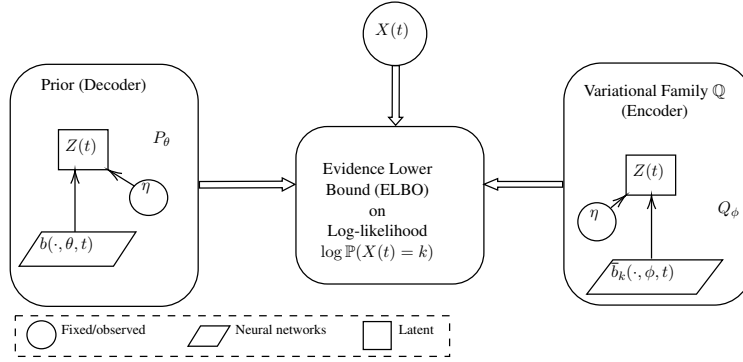 X(t)
Prior (Decoder)
Z(t)
P_θ
η
b(·, θ, t)
Evidence Lower
Bound (ELBO)
on
Log-likelihood
log ℙ(X(t) = k)
Variational Family ℚ
(Encoder)
Z(t)
η
Q_ϕ
b̄_k(·, ϕ, t)
Fixed/observed
Neural networks
Latent